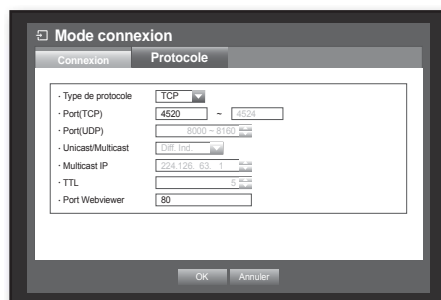 Mode connexion
Connexion Protocole
· Type de protocole TCP
· Port(TCP) 4520 ~ 4524
· Port(UDP) 8000 ~ 8160
· Unicast/Multicast Diff. Ind.
· Multicast IP 224.126. 63. 1
· TTL 5
· Port Webviewer 80
OK Annuler